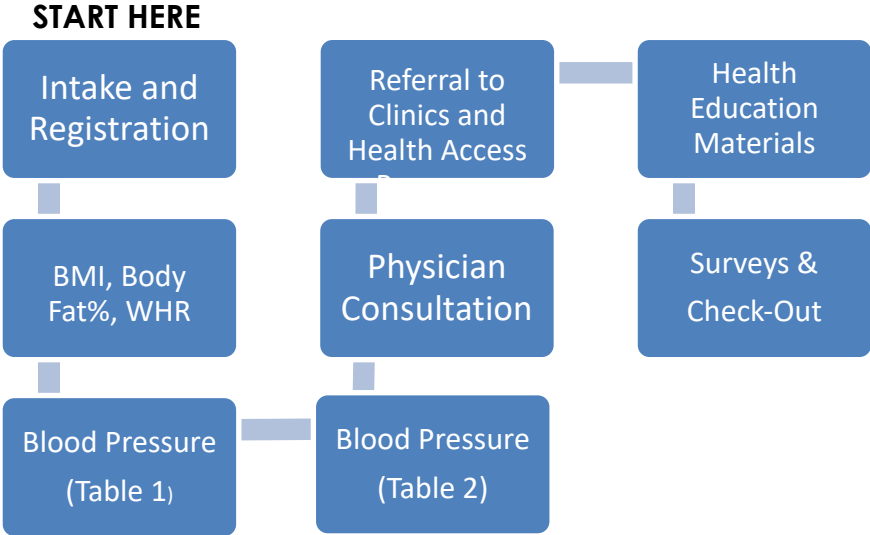 START HERE
Intake and
Registration
BMI, Body
Fat%, WHR
Blood Pressure
(Table 1)
Blood Pressure
(Table 2)
Physician
Consultation
Referral to
Clinics and
Health Access
Health
Education
Materials
Surveys &
Check-Out